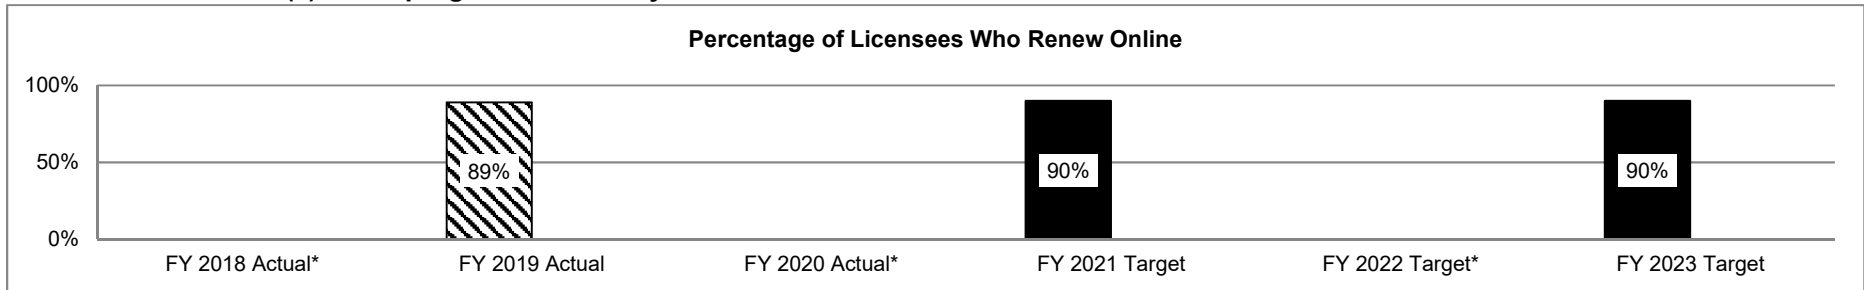 Percentage of Licensees Who Renew Online
100%
50%
0%
89%
90%
90%
FY 2018 Actual*
FY 2019 Actual
FY 2020 Actual*
FY 2021 Target
FY 2022 Target*
FY 2023 Target